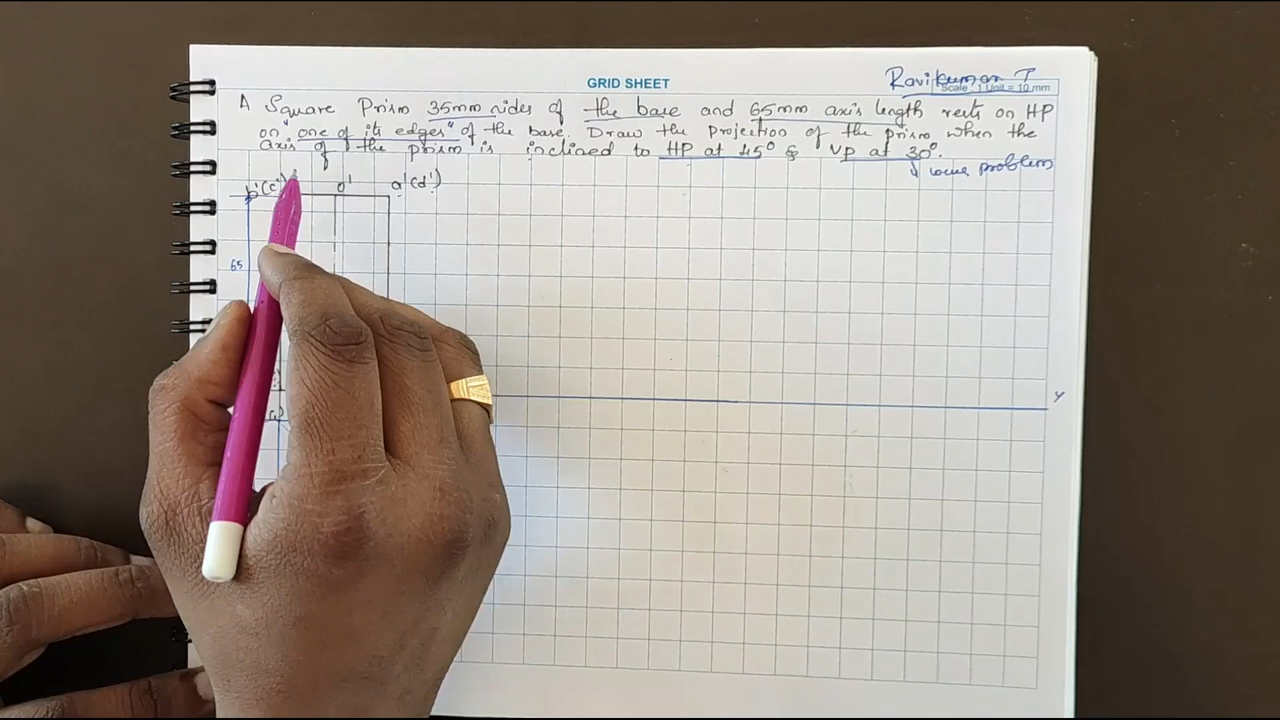 GRID SHEET
Ravikumar T
Scale : 1 Unit = 10 mm
A Square Prism 35mm sides of the base and 65mm axis length rests on HP
on "one of its edges" of the base. Draw the projection of the prism when the
axis of the prism is inclined to HP at 45° & VP at 30°.
↓ lower problem
b'(c') o' a'(d')
65
Y